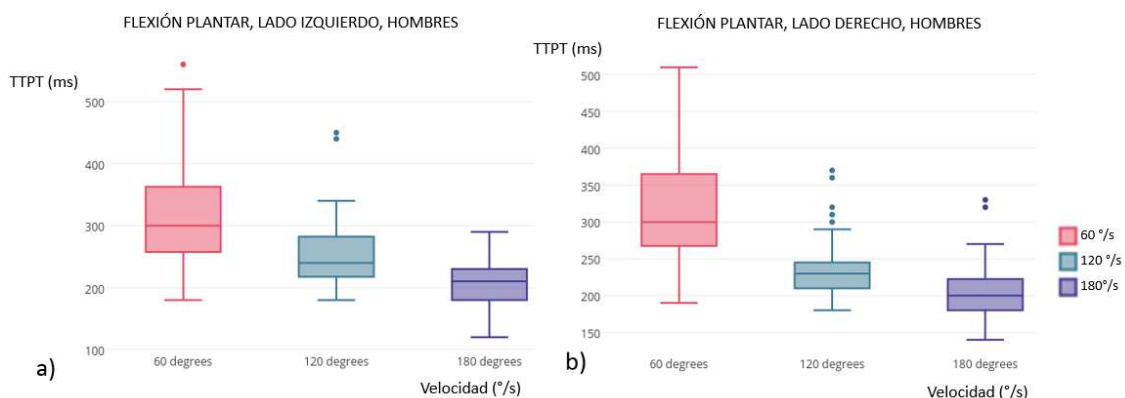 FLEXIÓN PLANTAR, LADO IZQUIERDO, HOMBRES
TTPT (ms)
500
400
300
200
100
60 degrees
120 degrees
180 degrees
a)
Velocidad (°/s)
FLEXIÓN PLANTAR, LADO DERECHO, HOMBRES
TTPT (ms)
500
450
400
350
300
250
200
150
60 degrees
120 degrees
180 degrees
b)
Velocidad (°/s)
60 °/s
120 °/s
180°/s